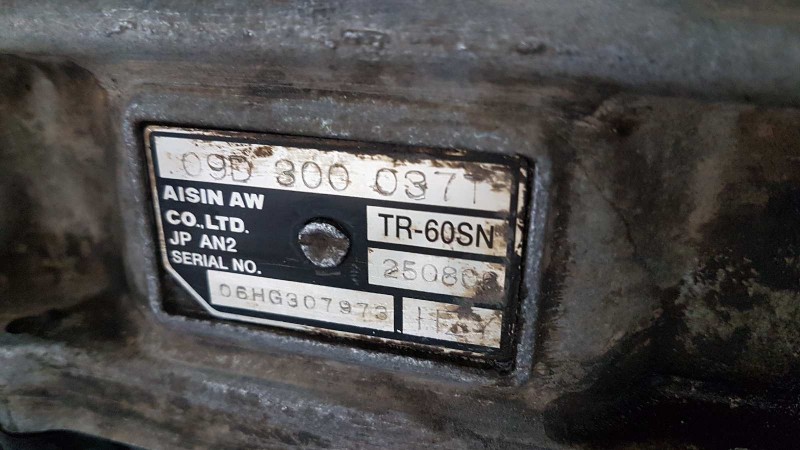 09D 300 037T
AISIN AW
CO.,LTD.
JP AN2
TR-60SN
SERIAL NO.
06HG307973